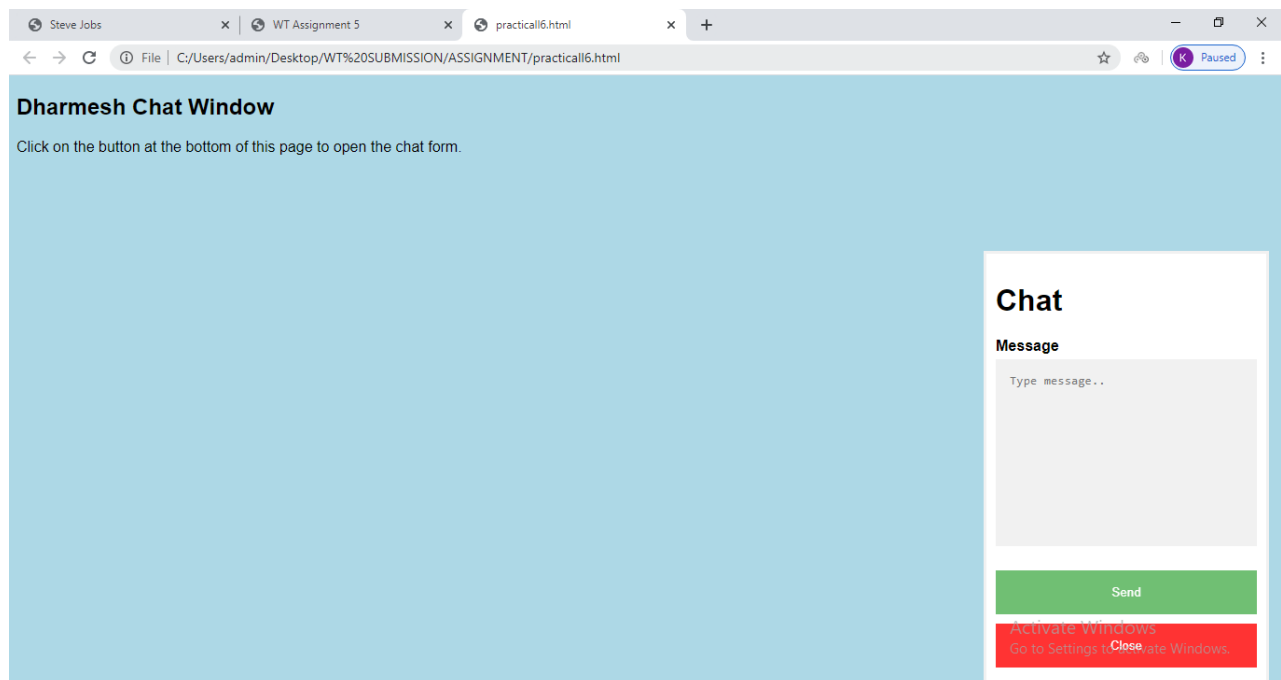 Steve Jobs
WT Assignment 5
practicall6.html
File
C:/Users/admin/Desktop/WT%20SUBMISSION/ASSIGNMENT/practicall6.html
K
Paused
Dharmesh Chat Window
Click on the button at the bottom of this page to open the chat form.
Chat
Message
Type message..
Send
Activate Windows
Go to Settings to activate Windows.
Close